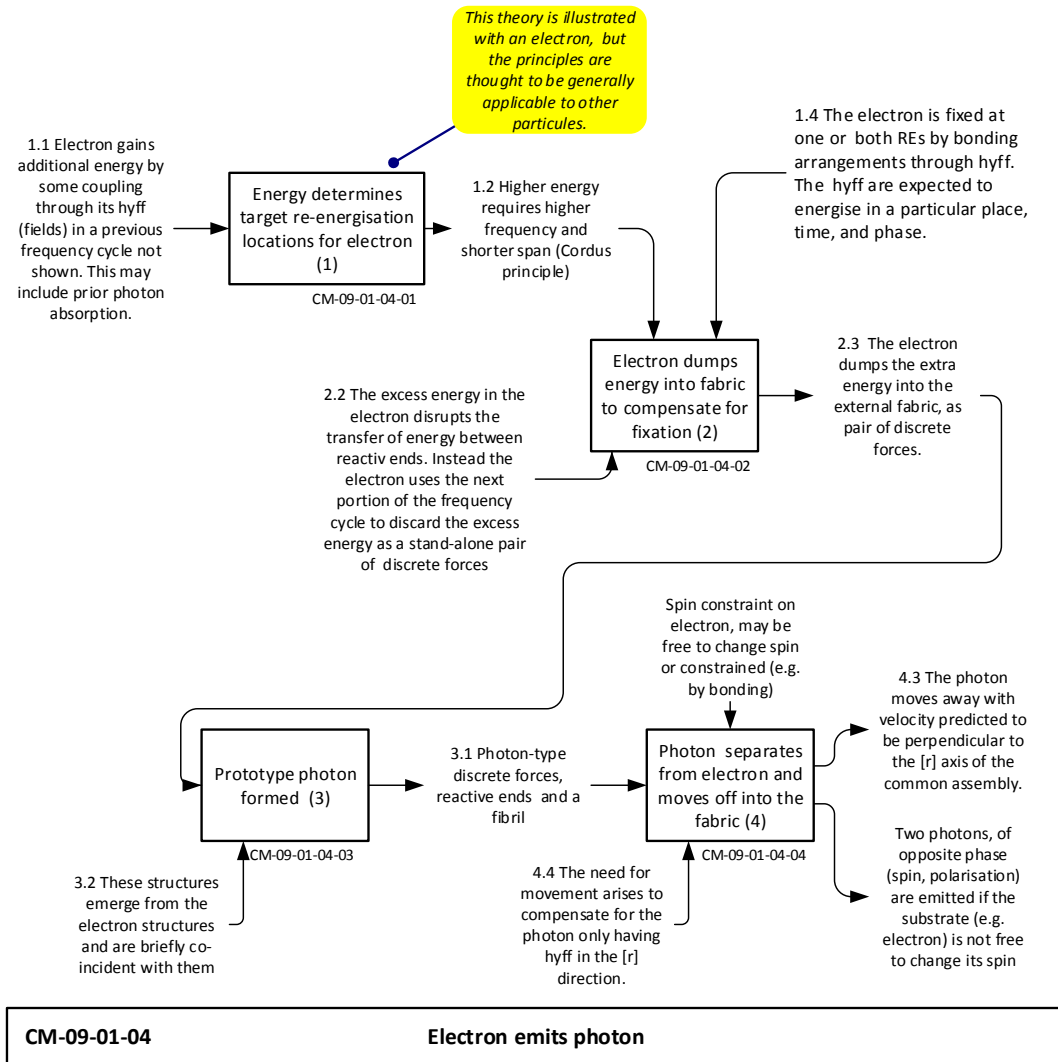 This theory is illustrated
with an electron, but
the principles are
thought to be generally
applicable to other
particules.
1.1 Electron gains
additional energy by
some coupling
through its hyff
(fields) in a previous
frequency cycle not
shown. This may
include prior photon
absorption.
Energy determines
target re-energisation
locations for electron
(1)
CM-09-01-04-01
1.2 Higher energy
requires higher
frequency and
shorter span (Cordus
principle)
1.4 The electron is fixed at
one or both REs by bonding
arrangements through hyff.
The hyff are expected to
energise in a particular place,
time, and phase.
Electron dumps
energy into fabric
to compensate for
fixation (2)
CM-09-01-04-02
2.2 The excess energy in the
electron disrupts the
transfer of energy between
reactiv ends. Instead the
electron uses the next
portion of the frequency
cycle to discard the excess
energy as a stand-alone pair
of discrete forces
2.3 The electron
dumps the extra
energy into the
external fabric, as
pair of discrete
forces.
Prototype photon
formed (3)
CM-09-01-04-03
3.2 These structures
emerge from the
electron structures
and are briefly co-
incident with them
3.1 Photon-type
discrete forces,
reactive ends and a
fibril
Spin constraint on
electron, may be
free to change spin
or constrained (e.g.
by bonding)
Photon separates
from electron and
moves off into the
fabric (4)
CM-09-01-04-04
4.4 The need for
movement arises to
compensate for the
photon only having
hyff in the [r]
direction.
4.3 The photon
moves away with
velocity predicted to
be perpendicular to
the [r] axis of the
common assembly.
Two photons, of
opposite phase
(spin, polarisation)
are emitted if the
substrate (e.g.
electron) is not free
to change its spin
CM-09-01-04 Electron emits photon